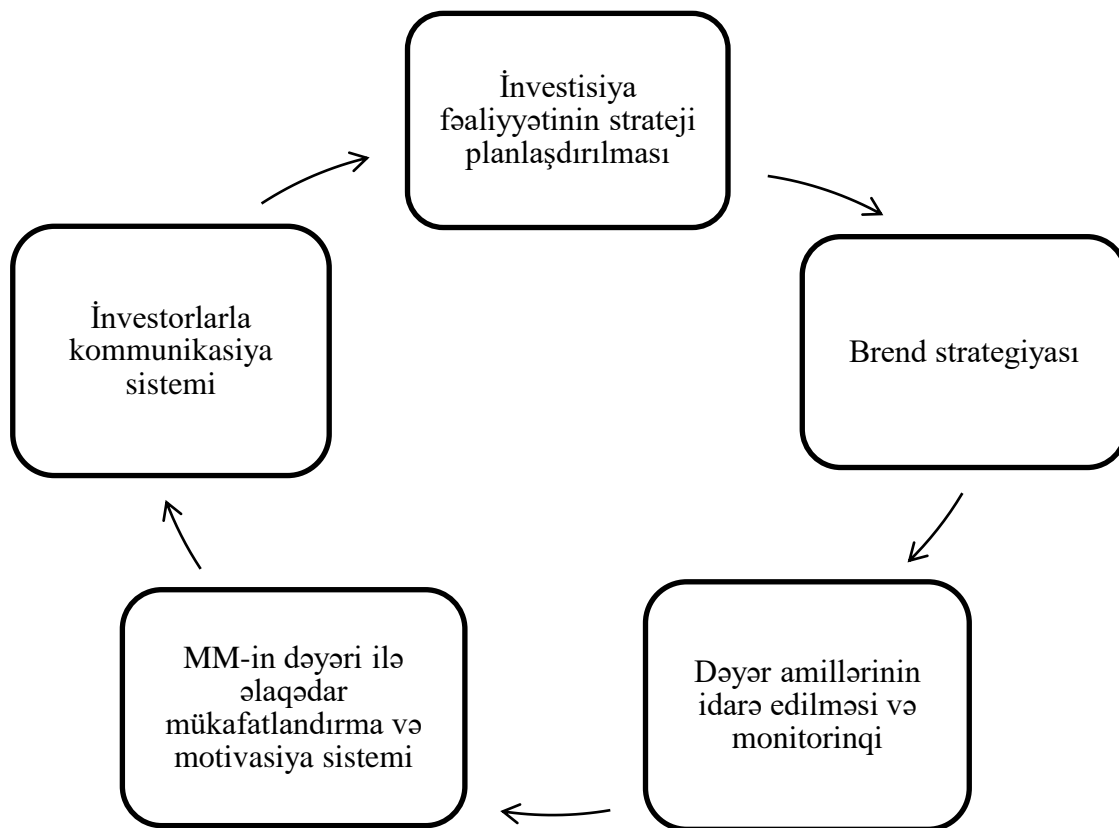 İnvestisiya
fəaliyyətinin strateji
planlaşdırılması
Brend strategiyası
Dəyər amillərinin
idarə edilməsi və
monitorinqi
MM-in dəyəri ilə
əlaqədar
mükafatlandırma və
motivasiya sistemi
İnvestorlarla
kommunikasiya
sistemi